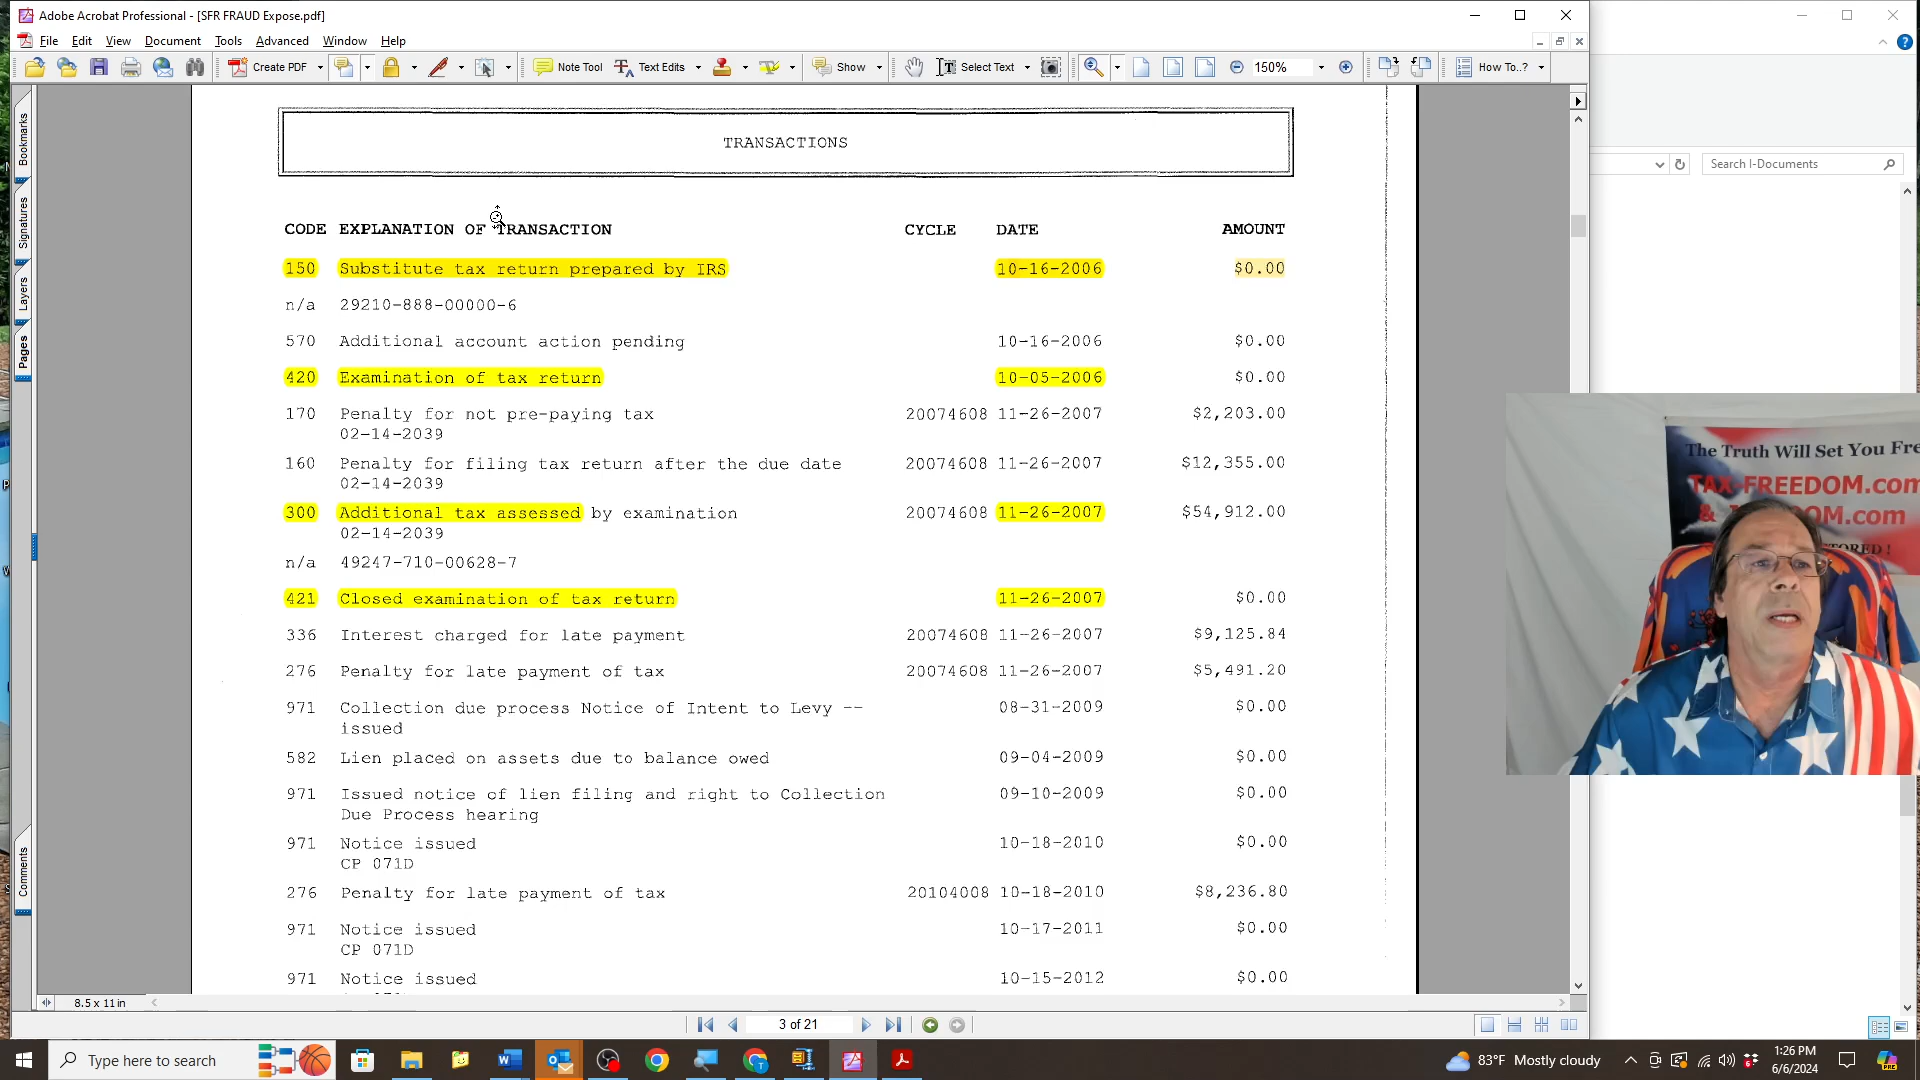 Adobe Acrobat Professional - [SFR FRAUD Expose.pdf]
File Edit View Document Tools Advanced Window Help
Create PDF Note Tool Text Edits Show Select Text 150% How To..?
Search I-Documents
Bookmarks
Signatures
Layers
Pages
Comments
TRANSACTIONS
CODE EXPLANATION OF TRANSACTION CYCLE DATE AMOUNT
150 Substitute tax return prepared by IRS 10-16-2006 $0.00
n/a 29210-888-00000-6
570 Additional account action pending 10-16-2006 $0.00
420 Examination of tax return 10-05-2006 $0.00
170 Penalty for not pre-paying tax 20074608 11-26-2007 $2,203.00
02-14-2039
160 Penalty for filing tax return after the due date 20074608 11-26-2007 $12,355.00
02-14-2039
300 Additional tax assessed by examination 20074608 11-26-2007 $54,912.00
02-14-2039
n/a 49247-710-00628-7
421 Closed examination of tax return 11-26-2007 $0.00
336 Interest charged for late payment 20074608 11-26-2007 $9,125.84
276 Penalty for late payment of tax 20074608 11-26-2007 $5,491.20
971 Collection due process Notice of Intent to Levy -- 08-31-2009 $0.00
issued
582 Lien placed on assets due to balance owed 09-04-2009 $0.00
971 Issued notice of lien filing and right to Collection 09-10-2009 $0.00
Due Process hearing
971 Notice issued 10-18-2010 $0.00
CP 071D
276 Penalty for late payment of tax 20104008 10-18-2010 $8,236.80
971 Notice issued 10-17-2011 $0.00
CP 071D
971 Notice issued 10-15-2012 $0.00
The Truth Will Set You Fre
TAX-FREEDOM.com
&
OM.com
TORED !
8.5 x 11 in
3 of 21
Type here to search
83°F Mostly cloudy
1:26 PM
6/6/2024